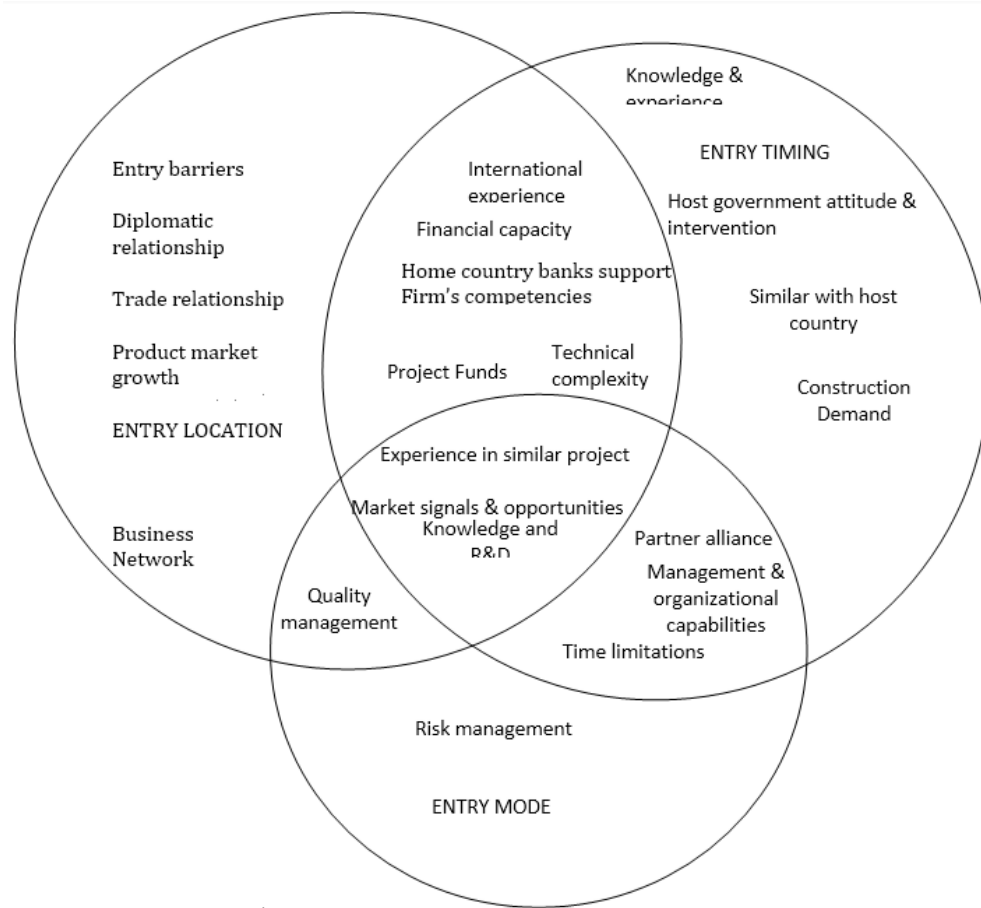 Knowledge &
experience
ENTRY TIMING
Host government attitude &
intervention
Similar with host
country
Construction
Demand
Entry barriers
Diplomatic
relationship
Trade relationship
Product market
growth
ENTRY LOCATION
Business
Network
International
experience
Financial capacity
Home country banks support
Firm's competencies
Project Funds
Technical
complexity
Experience in similar project
Market signals & opportunities
Knowledge and
R&D
Quality
management
Partner alliance
Management &
organizational
capabilities
Time limitations
Risk management
ENTRY MODE